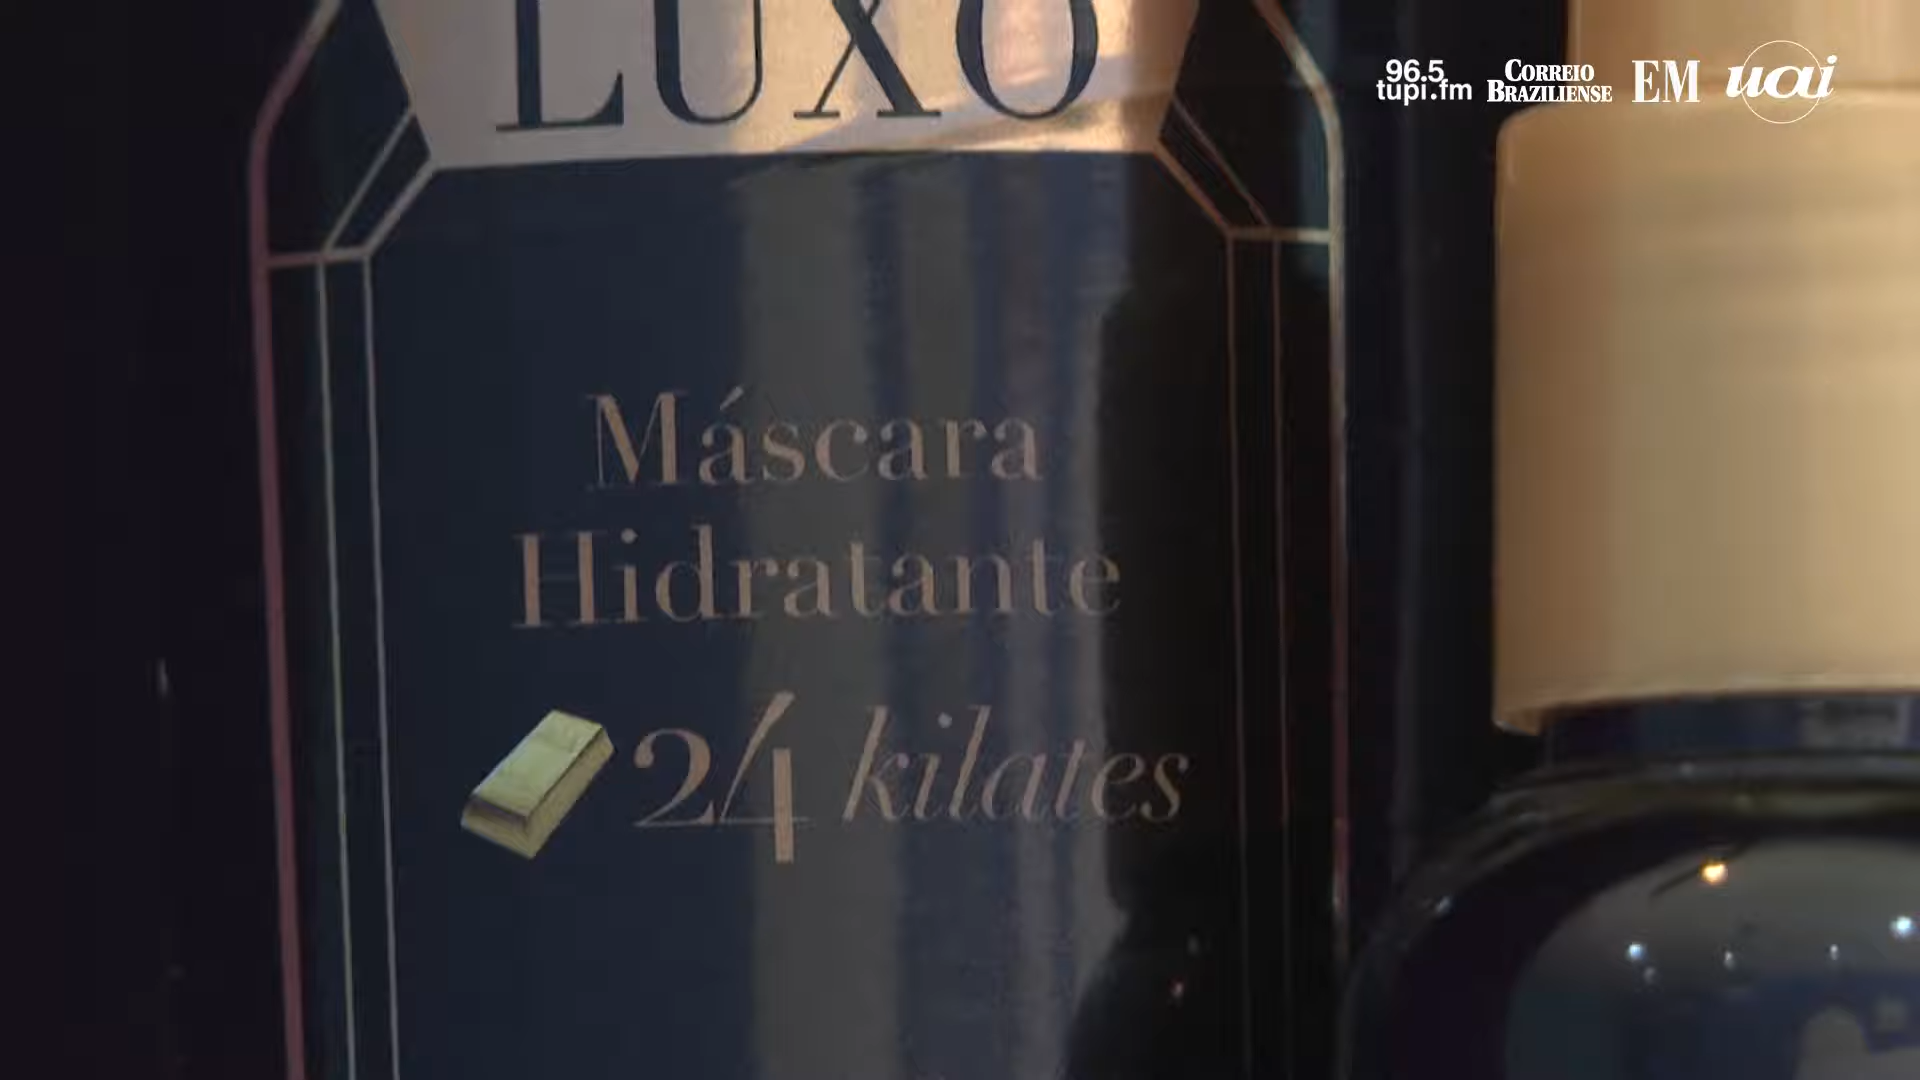 LUXO
96.5
tupi.fm
CORREIO
BRAZILIENSE
EM
uai
Máscara
Hidratante
24 kilates